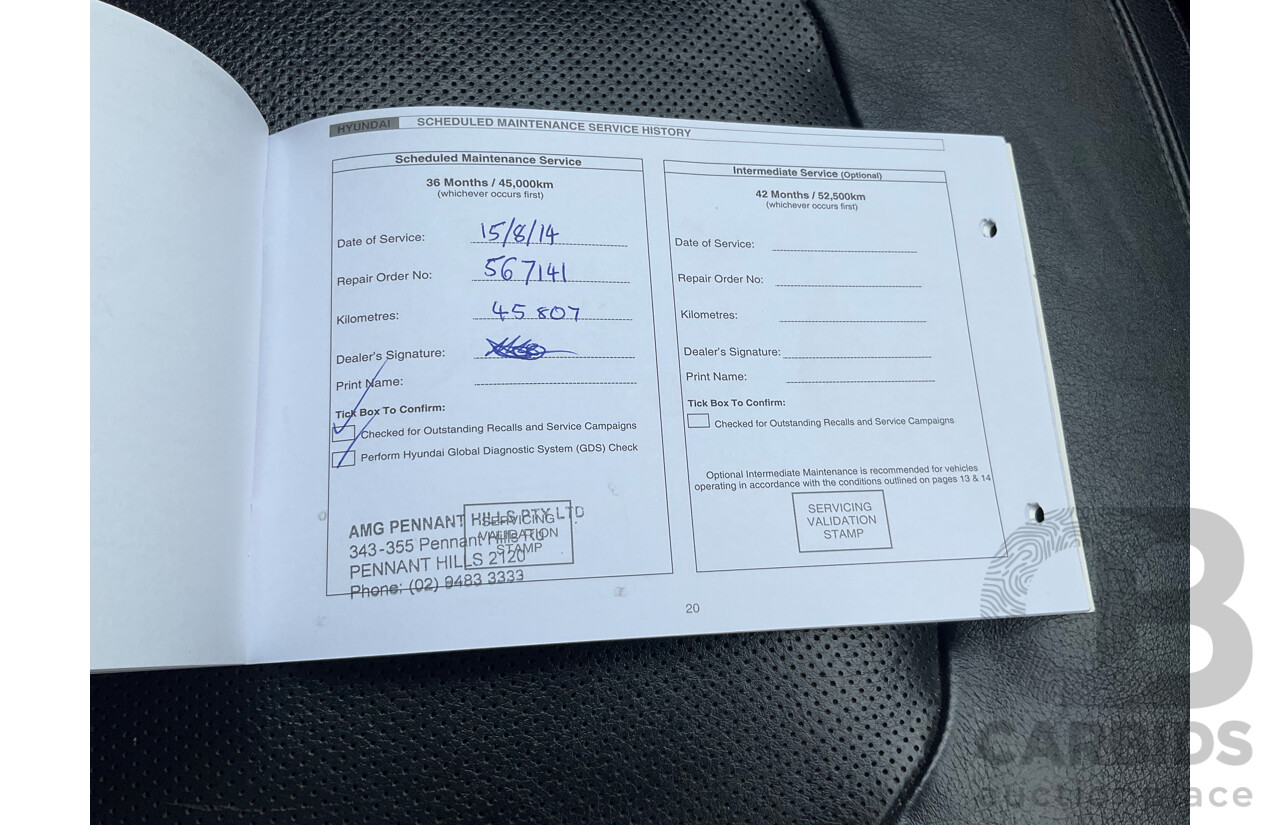 HYUNDAI SCHEDULED MAINTENANCE SERVICE HISTORY
Scheduled Maintenance Service
36 Months / 45,000km
(whichever occurs first)
Date of Service: 15/8/14
Repair Order No: 567141
Kilometres: 45 807
Dealer's Signature:
Print Name:
Tick Box To Confirm:
Checked for Outstanding Recalls and Service Campaigns
Perform Hyundai Global Diagnostic System (GDS) Check
SERVICING
VALIDATION
STAMP
AMG PENNANT HILLS PTY LTD
343-355 Pennant Hills Rd
PENNANT HILLS 2120
Phone: (02) 9483 3333
Intermediate Service (Optional)
42 Months / 52,500km
(whichever occurs first)
Date of Service:
Repair Order No:
Kilometres:
Dealer's Signature:
Print Name:
Tick Box To Confirm:
Checked for Outstanding Recalls and Service Campaigns
Optional Intermediate Maintenance is recommended for vehicles
operating in accordance with the conditions outlined on pages 13 & 14
SERVICING
VALIDATION
STAMP
20
CARBIDS
auction place